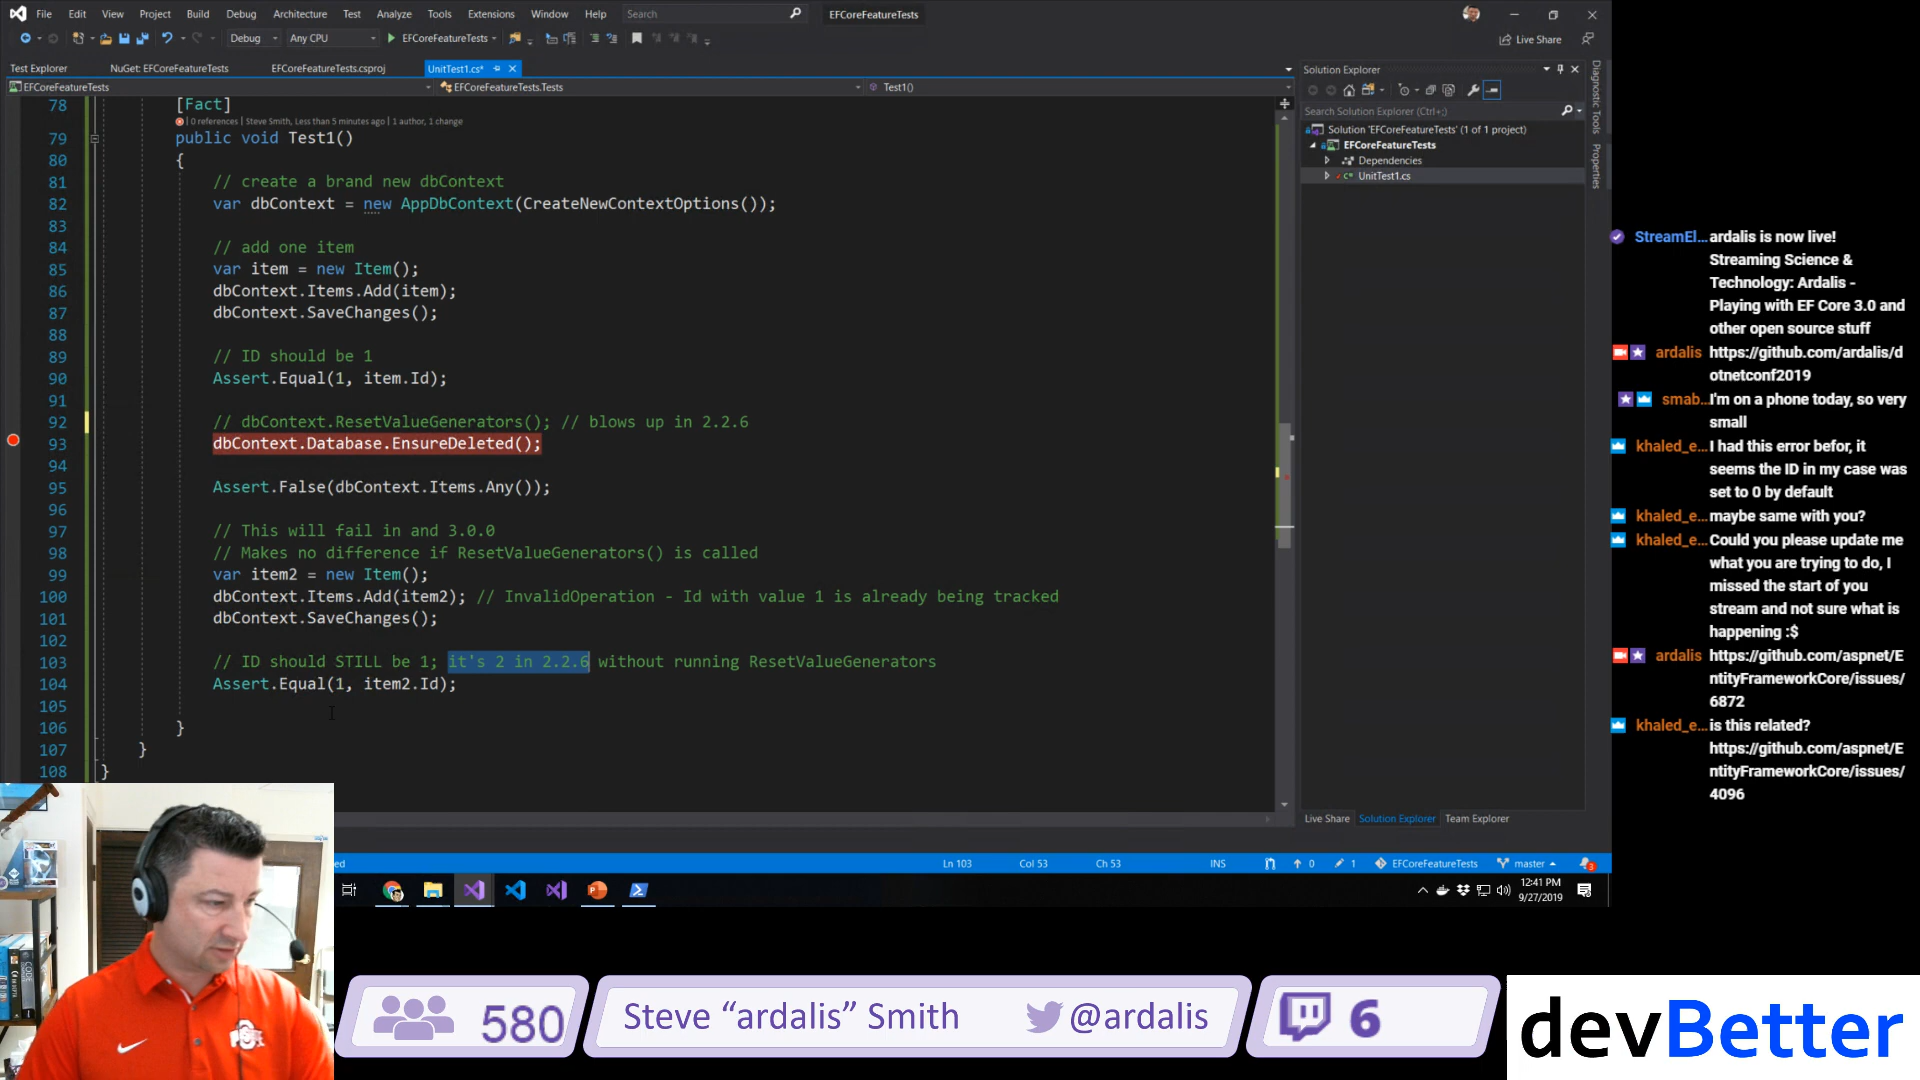 File Edit View Project Build Debug Architecture Test Analyze Tools Extensions Window Help Search EFCoreFeatureTests
Debug Any CPU EFCoreFeatureTests Live Share
Test Explorer NuGet: EFCoreFeatureTests EFCoreFeatureTests.csproj UnitTest1.cs*
EFCoreFeatureTests EFCoreFeatureTests.Tests Test1()
78 [Fact]
0 references | Steve Smith, Less than 5 minutes ago | 1 author, 1 change
79 public void Test1()
80 {
81 // create a brand new dbContext
82 var dbContext = new AppDbContext(CreateNewContextOptions());
83
84 // add one item
85 var item = new Item();
86 dbContext.Items.Add(item);
87 dbContext.SaveChanges();
88
89 // ID should be 1
90 Assert.Equal(1, item.Id);
91
92 // dbContext.ResetValueGenerators(); // blows up in 2.2.6
93 dbContext.Database.EnsureDeleted();
94
95 Assert.False(dbContext.Items.Any());
96
97 // This will fail in and 3.0.0
98 // Makes no difference if ResetValueGenerators() is called
99 var item2 = new Item();
100 dbContext.Items.Add(item2); // InvalidOperation - Id with value 1 is already being tracked
101 dbContext.SaveChanges();
102
103 // ID should STILL be 1; it's 2 in 2.2.6 without running ResetValueGenerators
104 Assert.Equal(1, item2.Id);
105
106 }
107 }
108 }
Solution Explorer
Search Solution Explorer (Ctrl+;)
Solution 'EFCoreFeatureTests' (1 of 1 project)
EFCoreFeatureTests
Dependencies
UnitTest1.cs
Diagnostic Tools
Properties
Live Share Solution Explorer Team Explorer
Ln 103 Col 53 Ch 53 INS 0 1 EFCoreFeatureTests master 3
12:41 PM
9/27/2019
StreamEl... ardalis is now live!
Streaming Science &
Technology: Ardalis -
Playing with EF Core 3.0 and
other open source stuff
ardalis https://github.com/ardalis/d
otnetconf2019
smab... I'm on a phone today, so very
small
khaled_e... I had this error befor, it
seems the ID in my case was
set to 0 by default
khaled_e... maybe same with you?
khaled_e... Could you please update me
what you are trying to do, I
missed the start of you
stream and not sure what is
happening :$
ardalis https://github.com/aspnet/E
ntityFrameworkCore/issues/
6872
khaled_e... is this related?
https://github.com/aspnet/E
ntityFrameworkCore/issues/
4096
580
Steve “ardalis” Smith @ardalis
6
devBetter